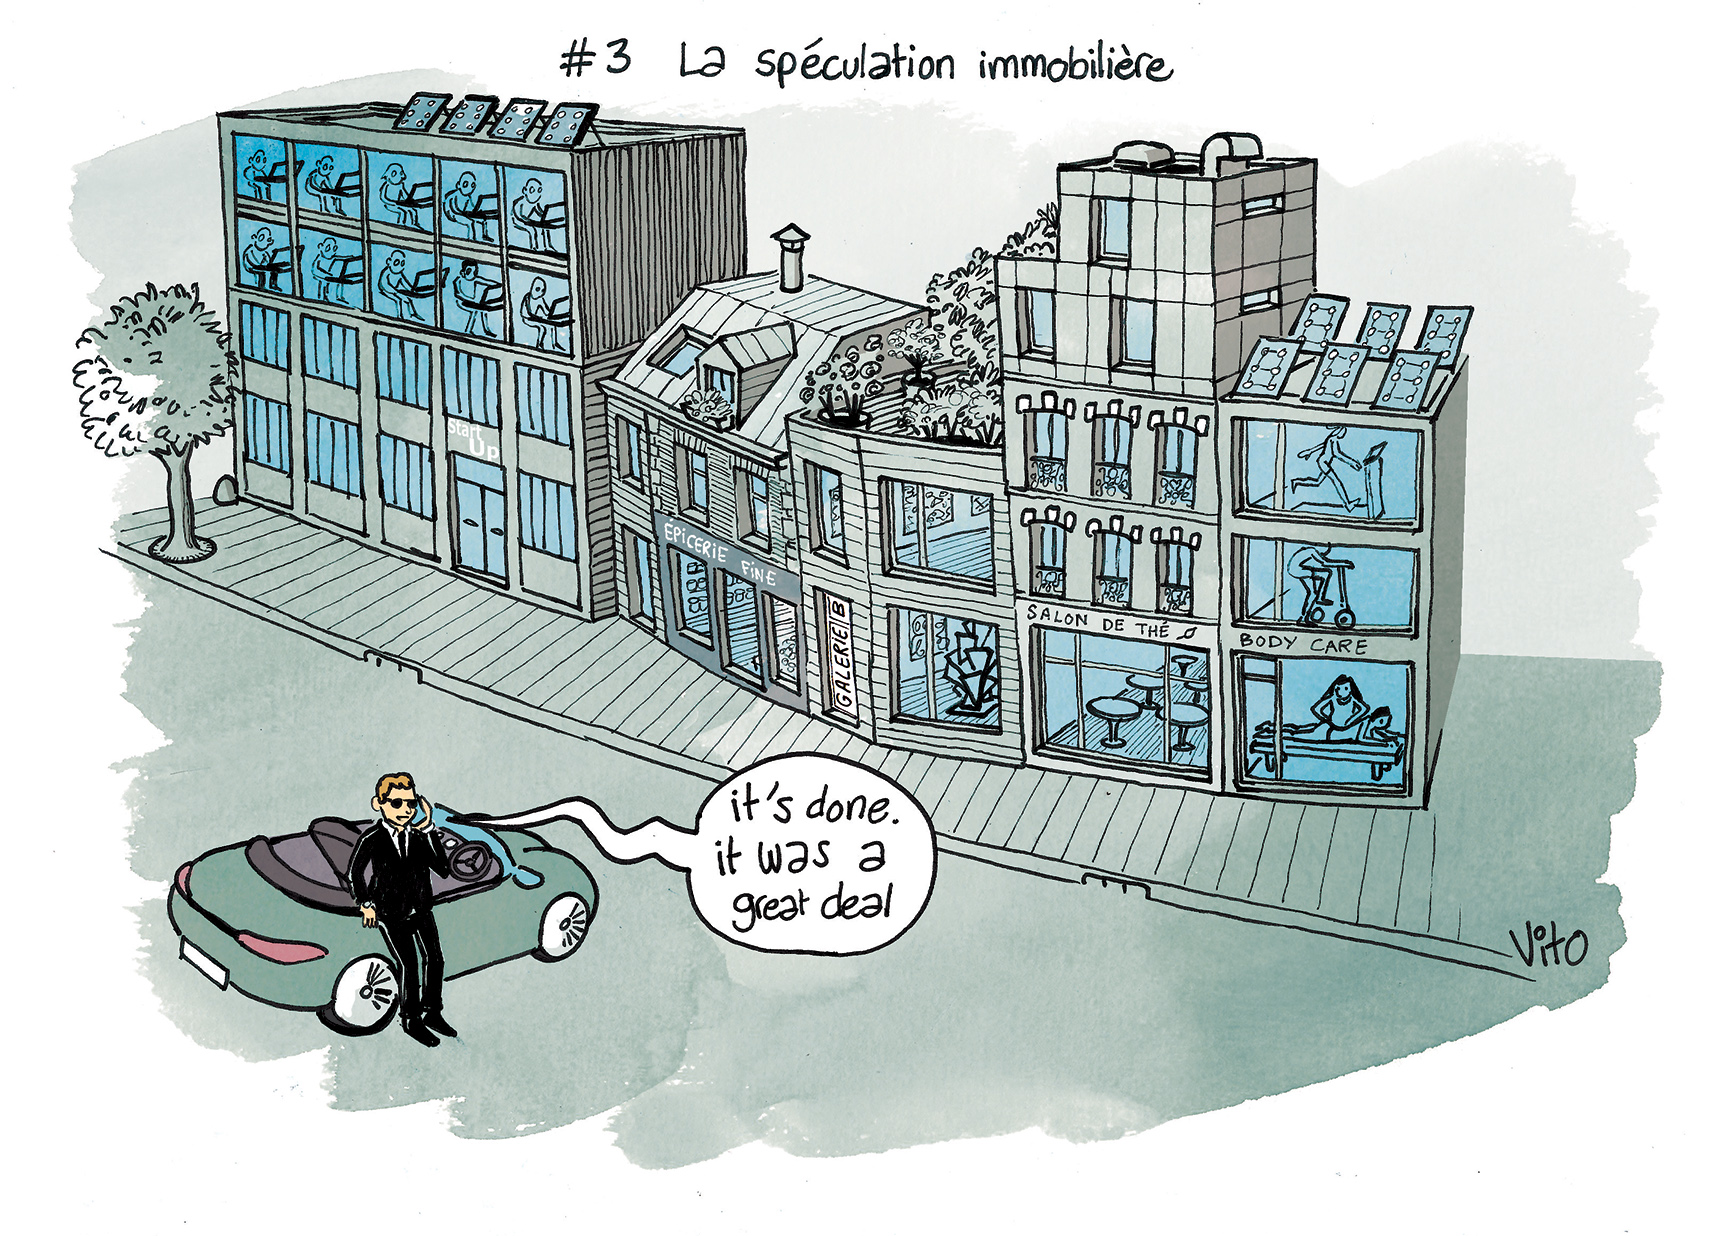 #3 La spéculation immobilière
start
Up
ÉPICERIE FINE
GALERIE B
SALON DE THÉ
BODY CARE
it's done.
it was a
great deal
Vito